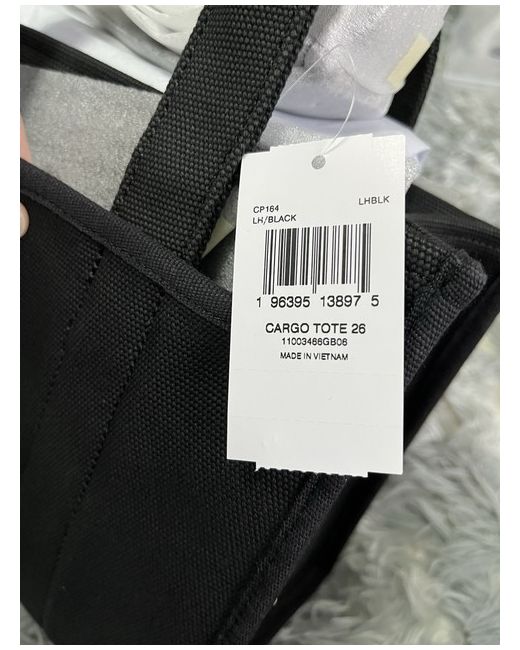 CP164 LHBLK
LH/BLACK
1 96395 13897 5
CARGO TOTE 26
11003466GB06
MADE IN VIETNAM